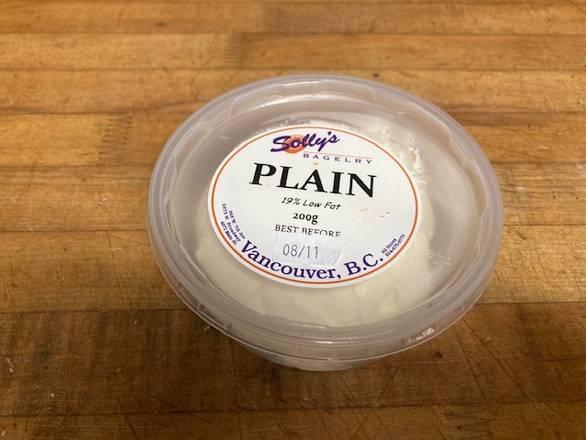 Solly's
BAGELRY
PLAIN
19% Low Fat
200g
BEST BEFORE
08/11
Vancouver, B.C.